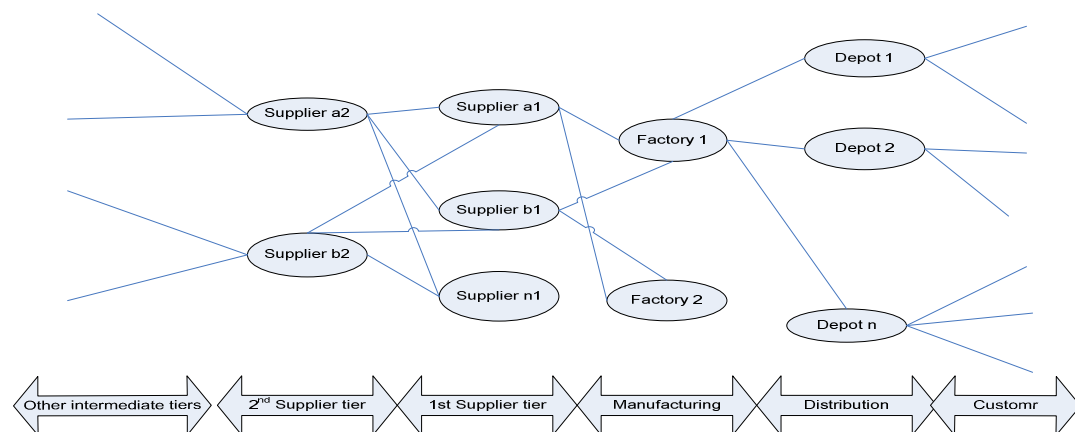 Depot 1
Supplier a2
Supplier a1
Factory 1
Depot 2
Supplier b1
Supplier b2
Supplier n1
Factory 2
Depot n
Other intermediate tiers
2nd Supplier tier
1st Supplier tier
Manufacturing
Distribution
Customr